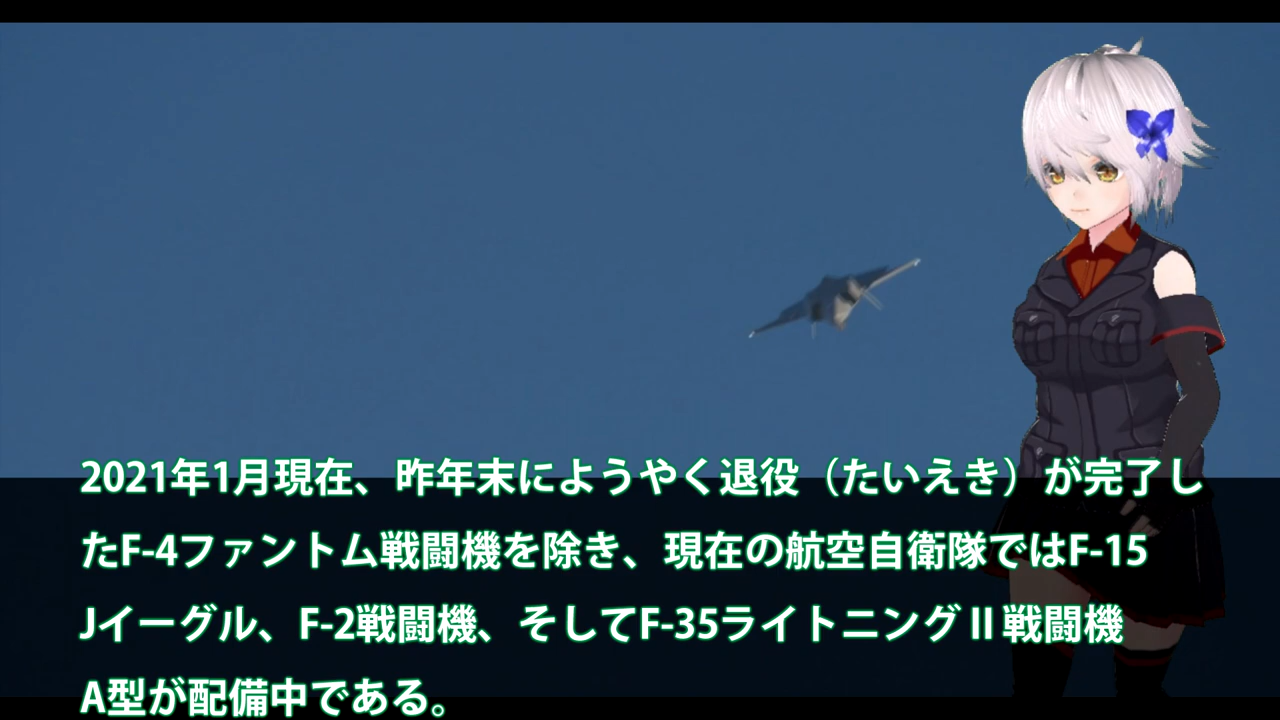 2021年1月現在、昨年末にようやく退役（たいえき）が完了し
たF-4ファントム戦闘機を除き、現在の航空自衛隊ではF-15
Jイーグル、F-2戦闘機、そしてF-35ライトニングⅡ戦闘機
A型が配備中である。